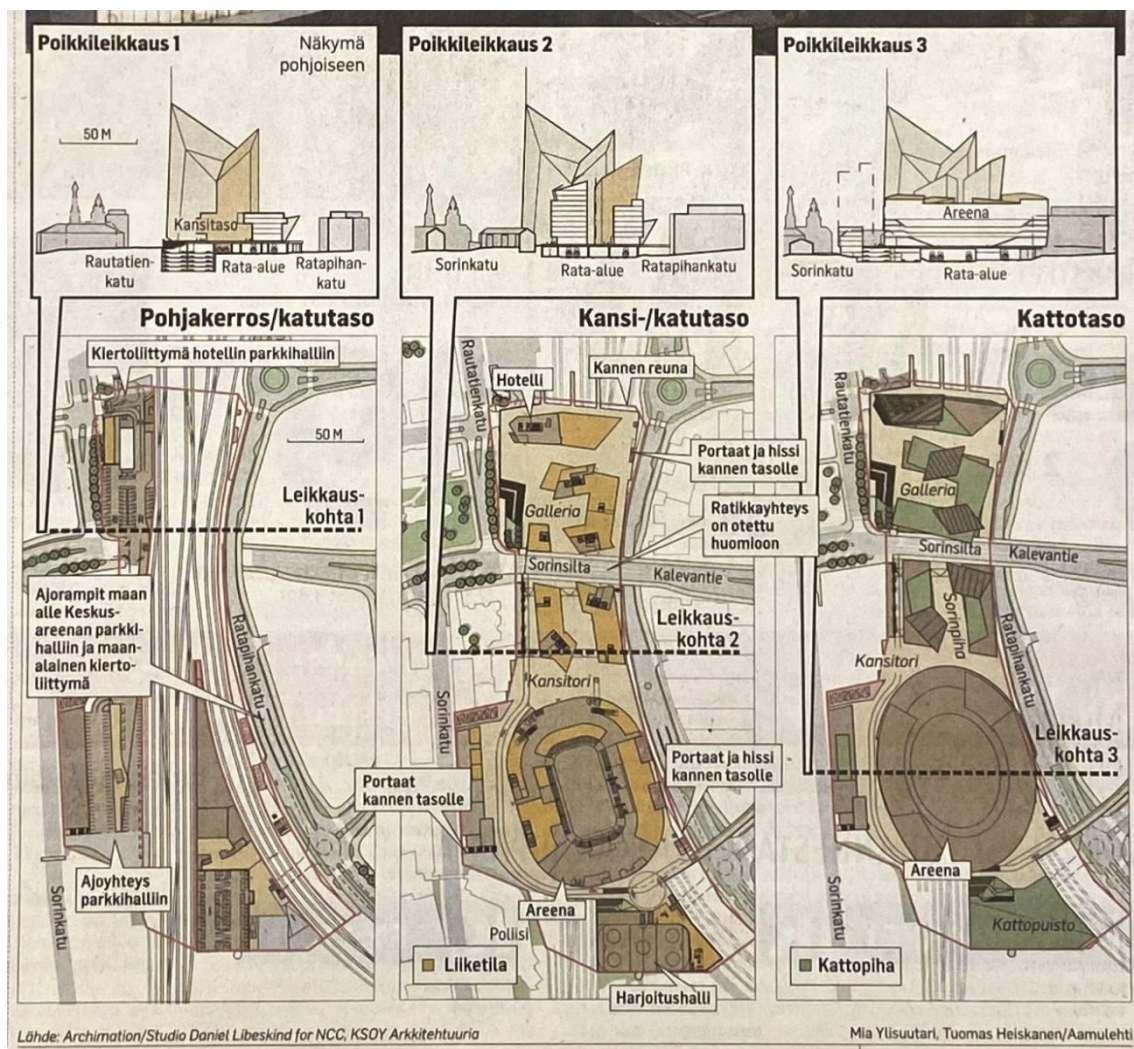 Poikkileikkaus 1
Näkymä
pohjoiseen
50 M
Kansitaso
Rautatien-
katu
Rata-alue
Ratapihan-
katu
Poikkileikkaus 2
Sorinkatu
Rata-alue
Ratapihankatu
Poikkileikkaus 3
Areena
Sorinkatu
Rata-alue
Pohjakerros/katutaso
Kiertoliittymä hotellin parkkihalliin
50 M
Leikkaus-
kohta 1
Ajorampit maan
alle Keskus-
areenan parkki-
halliin ja maan-
alainen kierto-
liittymä
Ratapihankatu
Ajoyhteys
parkkihalliin
Sorinkatu
Kansi-/katutaso
Rautatienkatu
Hotelli
Kannen reuna
Portaat ja hissi
kannen tasolle
Galleria
Ratikkayhteys
on otettu
huomioon
Sorinsilta
Kalevantie
Leikkaus-
kohta 2
Kansitori
Sorinkatu
Portaat ja hissi
kannen tasolle
Portaat
kannen tasolle
Areena
Poliisi
Liiketila
Harjoitushalli
Kattotaso
Rautatienkatu
Galleria
Sorinsilta
Kalevantie
Sorinpiha
Ratapihankatu
Kansitori
Leikkaus-
kohta 3
Areena
Sorinkatu
Kattopuisto
Kattopiha
Lähde: Archimation/Studio Daniel Libeskind for NCC, KSOY Arkkitehtuuria
Mia Ylisuutari, Tuomas Heiskanen/Aamulehti